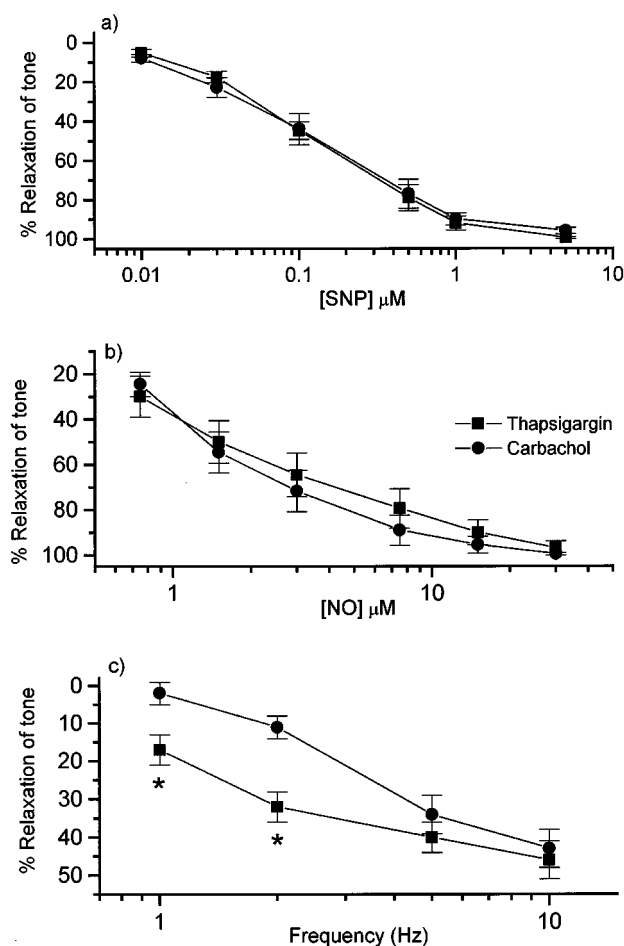 a)
0
20
40
60
80
100
% Relaxation of tone
0.01 0.1 1 10
[SNP] μM
b)
20
40
60
80
100
% Relaxation of tone
Thapsigargin
Carbachol
1 10
[NO] μM
c)
0
10
20
30
40
50
% Relaxation of tone
*
*
1 10
Frequency (Hz)